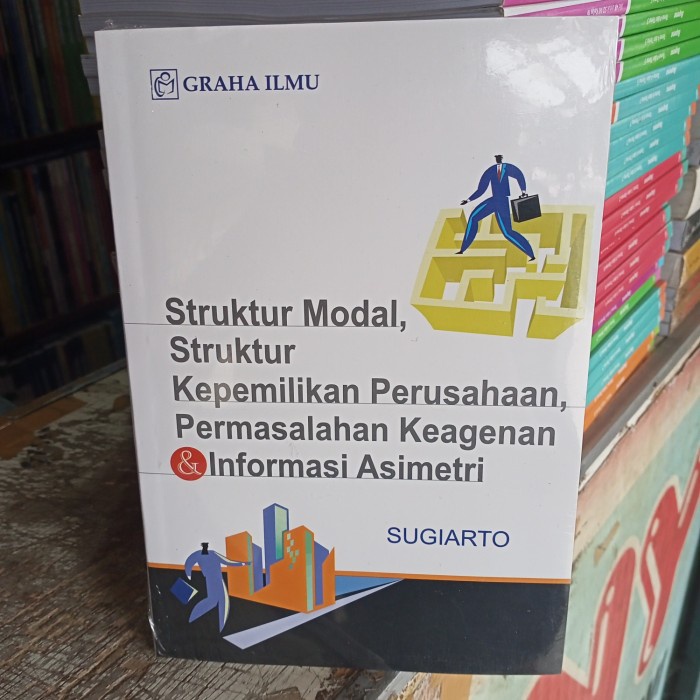 GRAHA ILMU
Struktur Modal,
Struktur
Kepemilikan Perusahaan,
Permasalahan Keagenan
& Informasi Asimetri
SUGIARTO